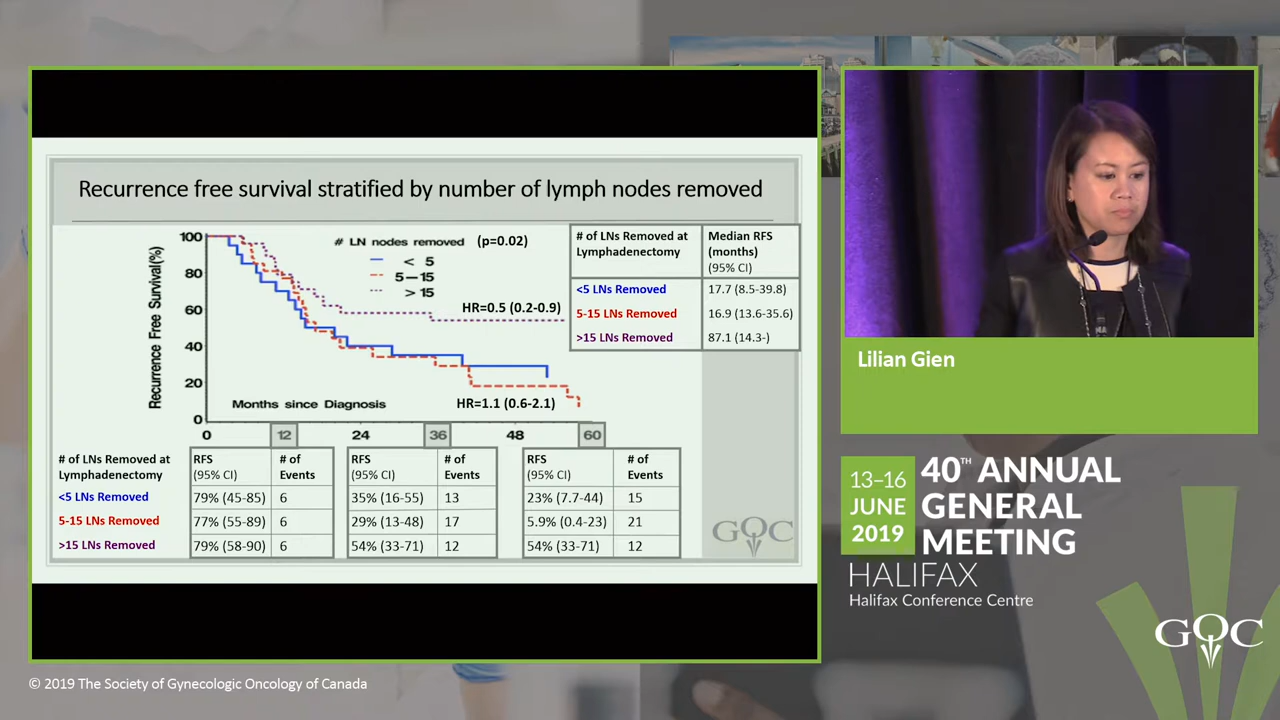 Recurrence free survival stratified by number of lymph nodes removed
Recurrence Free Survival(%)
100
80
60
40
20
0
# LN nodes removed (p=0.02)
< 5
5–15
> 15
HR=0.5 (0.2-0.9)
HR=1.1 (0.6-2.1)
Months since Diagnosis
0 12 24 36 48 60
# of LNs Removed at Lymphadenectomy Median RFS (months) (95% CI)
<5 LNs Removed 17.7 (8.5-39.8)
5-15 LNs Removed 16.9 (13.6-35.6)
>15 LNs Removed 87.1 (14.3-)
# of LNs Removed at Lymphadenectomy RFS (95% CI) # of Events RFS (95% CI) # of Events RFS (95% CI) # of Events
<5 LNs Removed 79% (45-85) 6 35% (16-55) 13 23% (7.7-44) 15
5-15 LNs Removed 77% (55-89) 6 29% (13-48) 17 5.9% (0.4-23) 21
>15 LNs Removed 79% (58-90) 6 54% (33-71) 12 54% (33-71) 12
GOC
Lilian Gien
13–16
JUNE
2019
40TH ANNUAL
GENERAL
MEETING
HALIFAX
Halifax Conference Centre
GOC
© 2019 The Society of Gynecologic Oncology of Canada